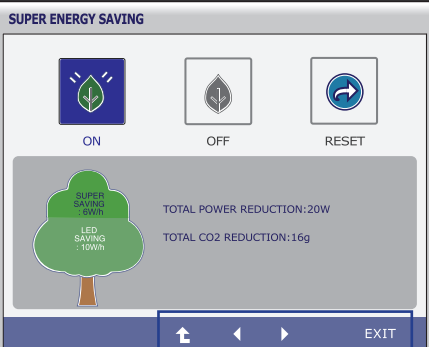 SUPER ENERGY SAVING
ON
OFF
RESET
SUPER
SAVING
: 6W/h
LED
SAVING
: 10W/h
TOTAL POWER REDUCTION:20W
TOTAL CO2 REDUCTION:16g
EXIT